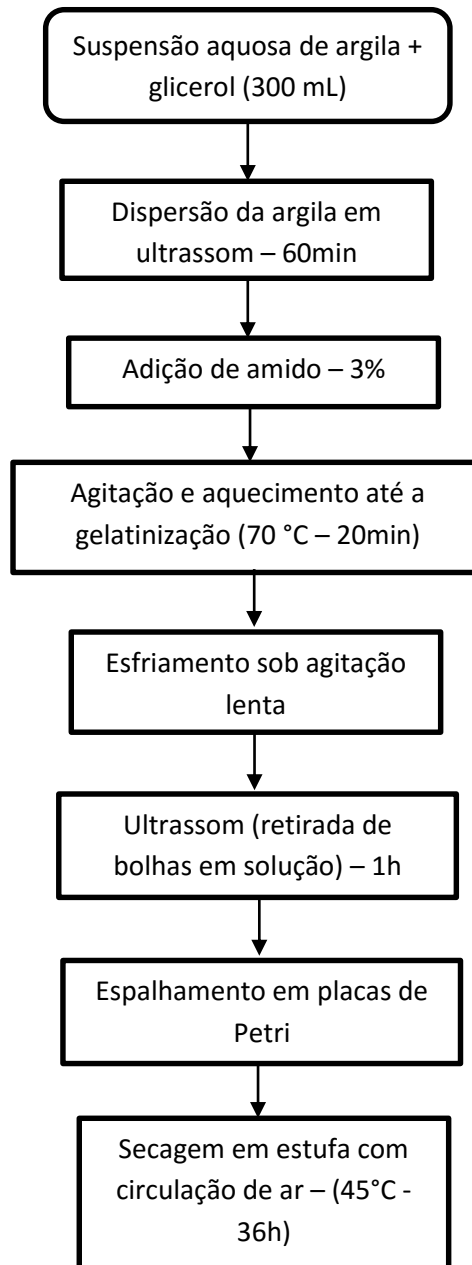 Suspensão aquosa de argila +
glicerol (300 mL)
Dispersão da argila em
ultrassom – 60min
Adição de amido – 3%
Agitação e aquecimento até a
gelatinização (70 °C – 20min)
Esfriamento sob agitação
lenta
Ultrassom (retirada de
bolhas em solução) – 1h
Espalhamento em placas de
Petri
Secagem em estufa com
circulação de ar – (45°C -
36h)